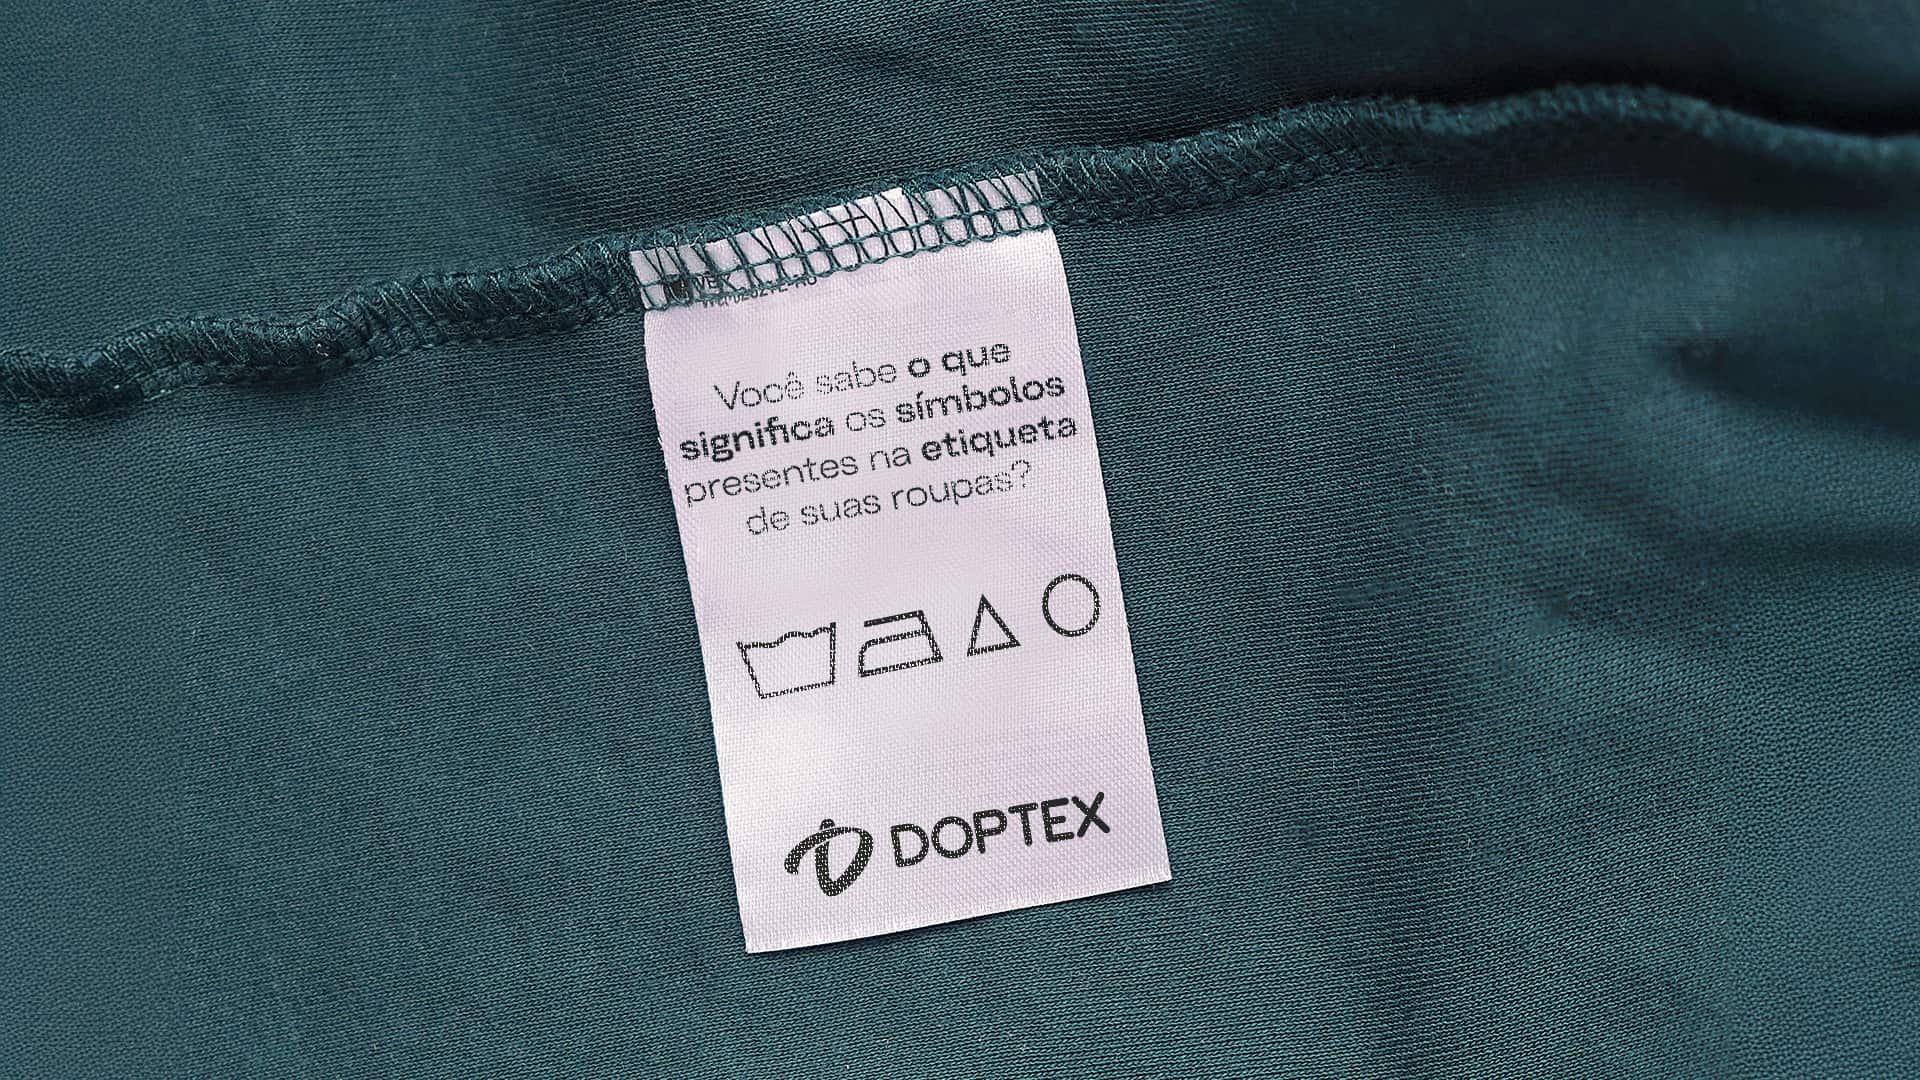 Você sabe o que
significa os símbolos
presentes na etiqueta
de suas roupas?
DOPTEX